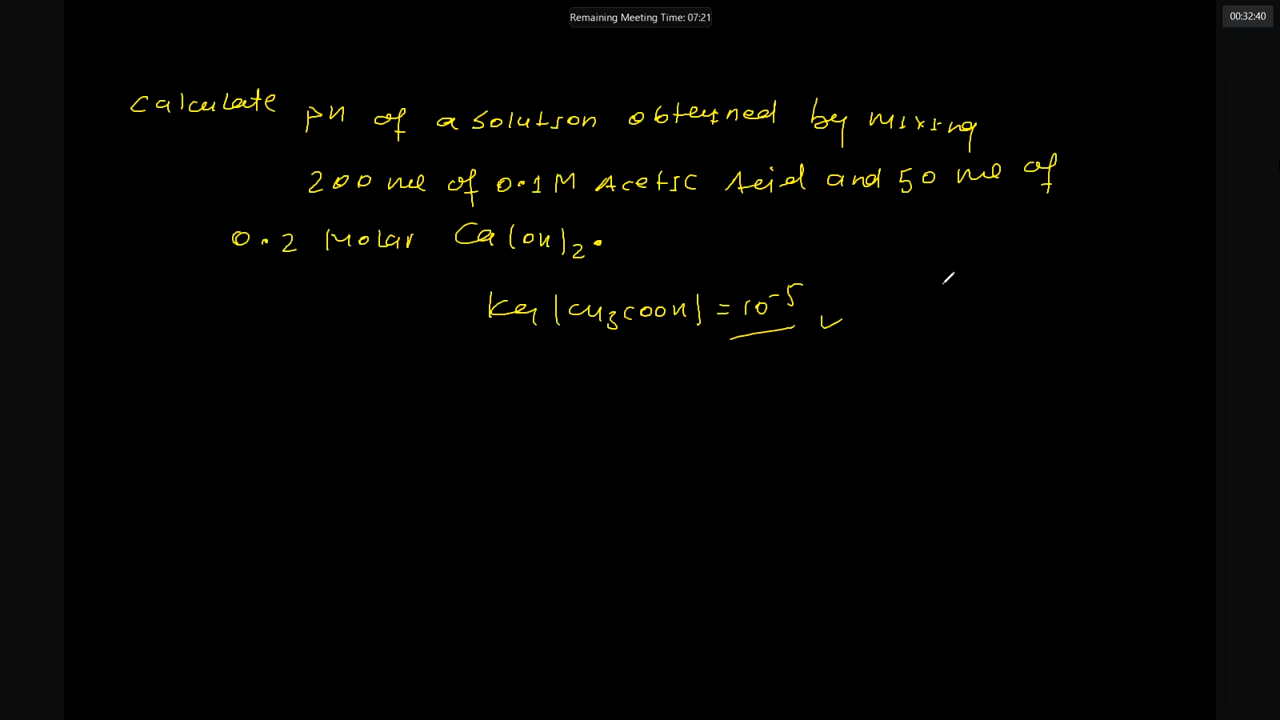 Remaining Meeting Time: 07:21
00:32:40
Calculate pH of a solution obtained by mixing
200 ml of 0.1M Acetic Acid and 50 ml of
0.2 Molar Ca(OH)2.
Ka (CH3COOH) = 10-5